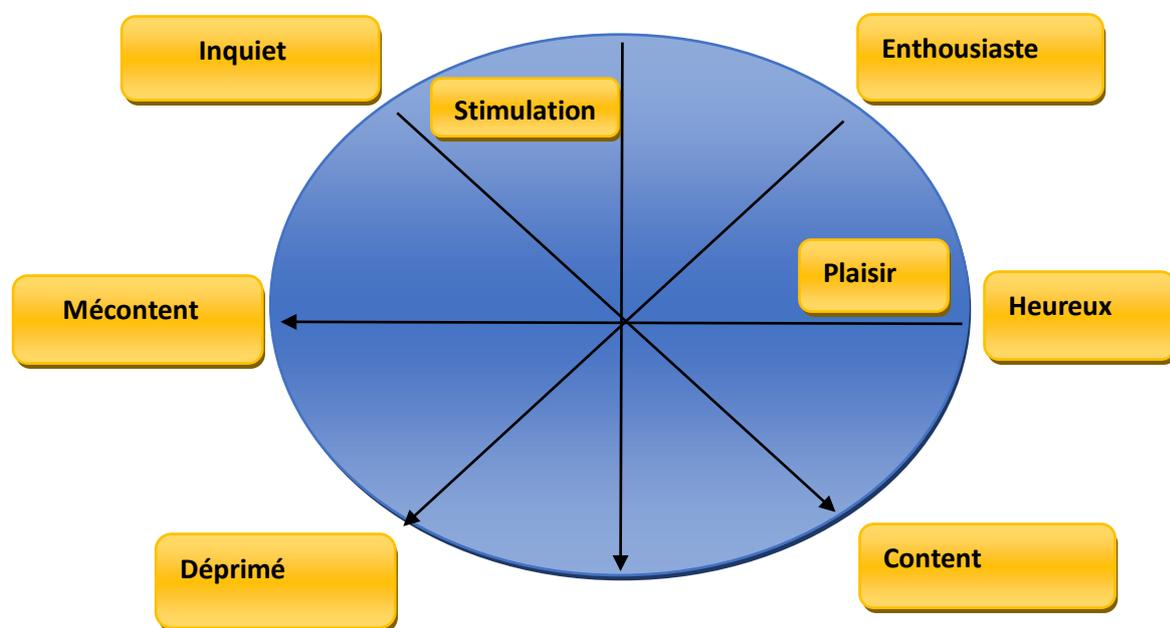 Inquiet
Enthousiaste
Stimulation
Plaisir
Mécontent
Heureux
Déprimé
Content